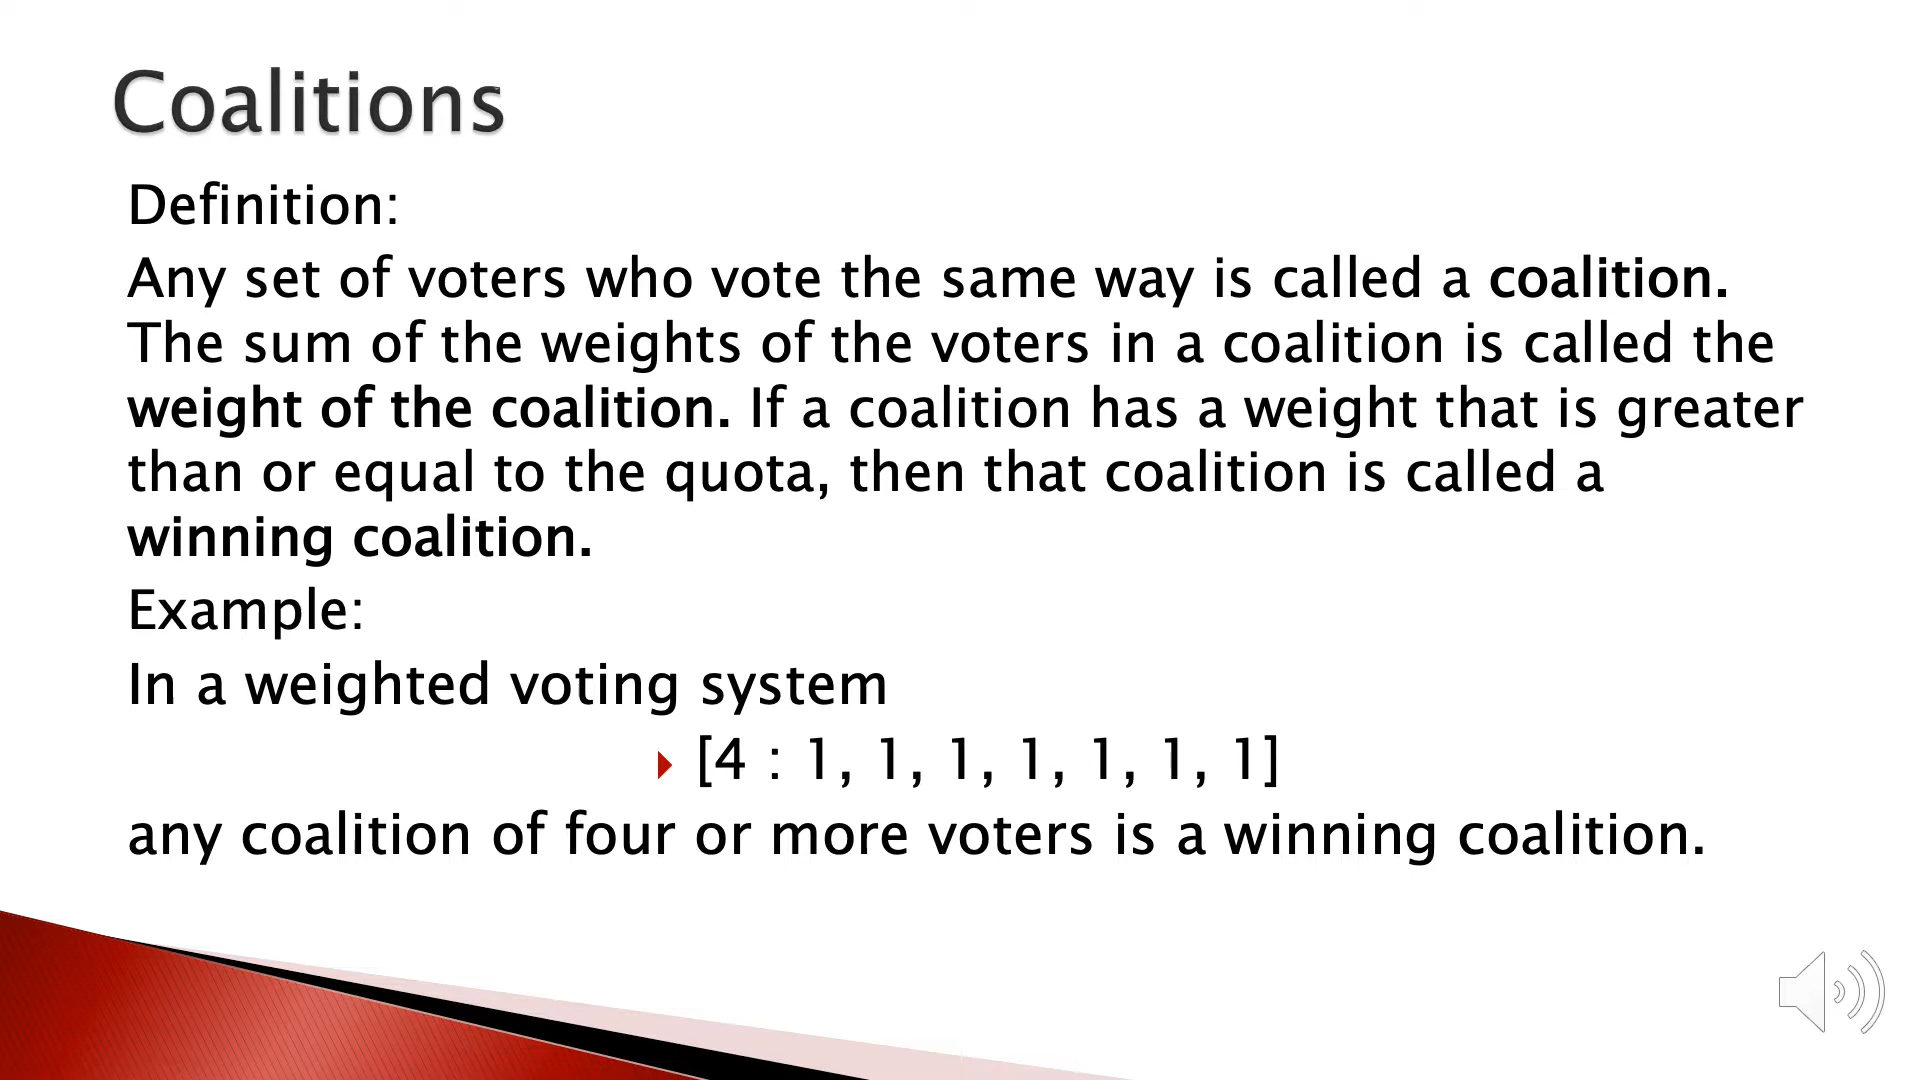 Coalitions
Definition:
Any set of voters who vote the same way is called a coalition.
The sum of the weights of the voters in a coalition is called the
weight of the coalition. If a coalition has a weight that is greater
than or equal to the quota, then that coalition is called a
winning coalition.
Example:
In a weighted voting system
[4 : 1, 1, 1, 1, 1, 1, 1]
any coalition of four or more voters is a winning coalition.